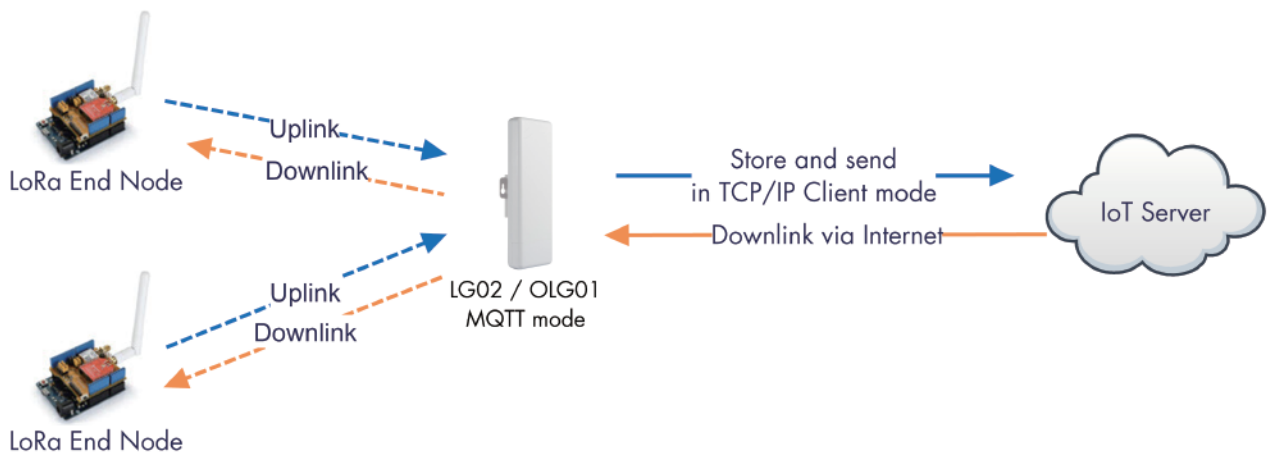 Uplink
Downlink
LoRa End Node
Store and send
in TCP/IP Client mode
Downlink via Internet
IoT Server
LG02 / OLG01
MQTT mode
Uplink
Downlink
LoRa End Node